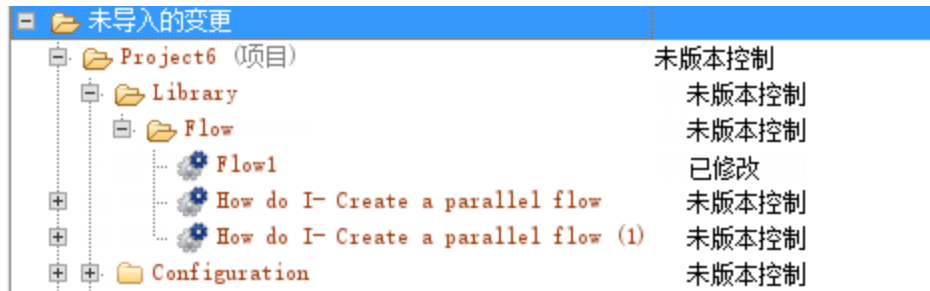 未导入的变更
Project6 (项目) 未版本控制
Library 未版本控制
Flow 未版本控制
Flow1 已修改
How do I- Create a parallel flow 未版本控制
How do I- Create a parallel flow (1) 未版本控制
Configuration 未版本控制